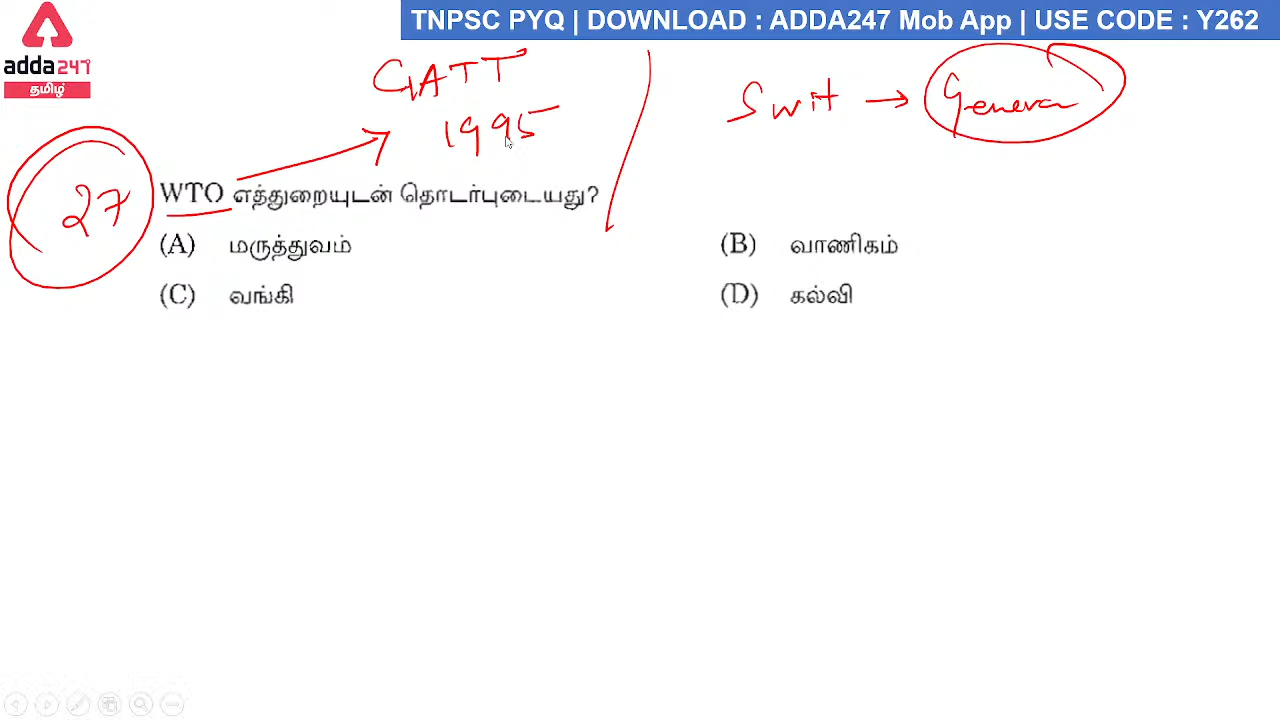 TNPSC PYQ | DOWNLOAD : ADDA247 Mob App | USE CODE : Y262
adda247
தமிழ்
GATT
1995
Swit → Geneva
27
WTO எத்துறையுடன் தொடர்புடையது?
(A) மருத்துவம்
(B) வாணிகம்
(C) வங்கி
(D) கல்வி